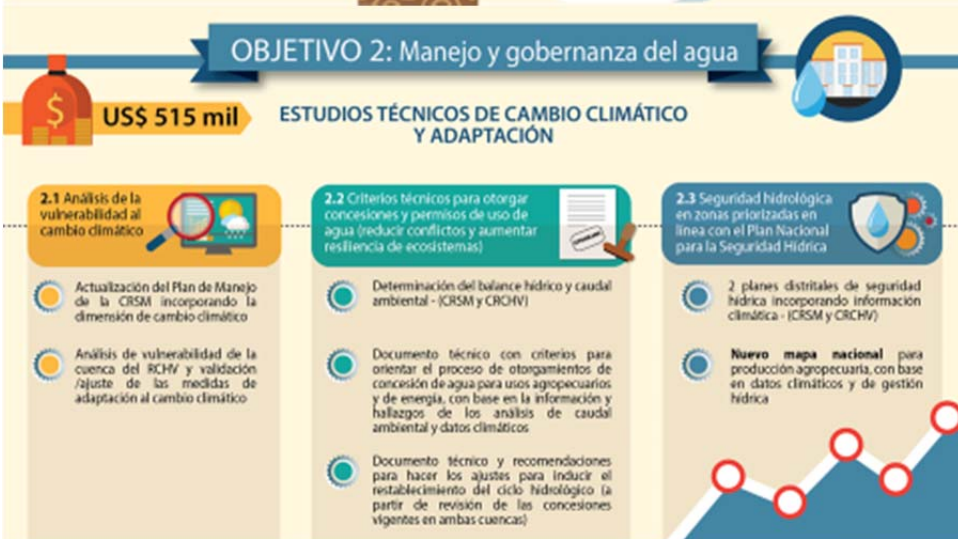 OBJETIVO 2: Manejo y gobernanza del agua
US$ 515 mil
ESTUDIOS TÉCNICOS DE CAMBIO CLIMÁTICO
Y ADAPTACIÓN
2.1 Análisis de la
vulnerabilidad al
cambio climático
Actualización del Plan de Manejo
de la CRSM incorporando la
dimensión de cambio climático
Análisis de vulnerabilidad de la
cuenca del RCHV y validación
/ajuste de las medidas de
adaptación al cambio climático
2.2 Criterios técnicos para otorgar
concesiones y permisos de uso de
agua (reducir conflictos y aumentar
resiliencia de ecosistemas)
Determinación del balance hídrico y caudal
ambiental - (CRSM y CRCHV)
Documento técnico con criterios para
orientar el proceso de otorgamientos de
concesión de agua para usos agropecuarios
y de energía, con base en la información y
hallazgos de los análisis de caudal
ambiental y datos climáticos
Documento técnico y recomendaciones
para hacer los ajustes para inducir el
restablecimiento del ciclo hidrológico (a
partir de revisión de las concesiones
vigentes en ambas cuencas)
2.3 Seguridad hidrológica
en zonas priorizadas en
línea con el Plan Nacional
para la Seguridad Hídrica
2 planes distritales de seguridad
hídrica incorporando información
climática - (CRSM y CRCHV)
Nuevo mapa nacional para
producción agropecuaria, con base
en datos climáticos y de gestión
hídrica